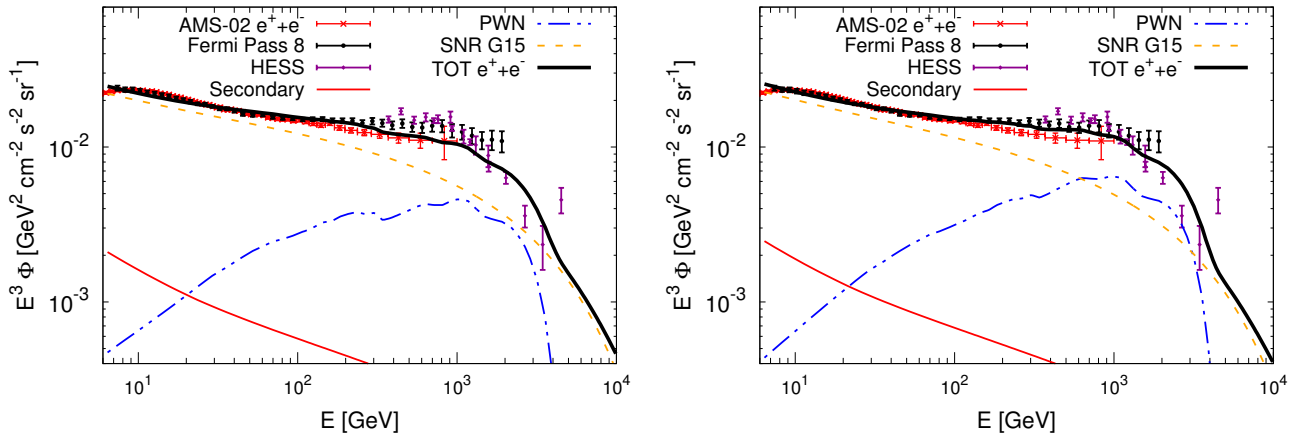 E³ Φ [GeV² cm⁻² s⁻² sr⁻¹]
AMS-02 e⁺+e⁻
Fermi Pass 8
HESS
Secondary
PWN
SNR G15
TOT e⁺+e⁻
10⁻²
10⁻³
10¹ 10² 10³ 10⁴
E [GeV]
E³ Φ [GeV² cm⁻² s⁻² sr⁻¹]
AMS-02 e⁺+e⁻
Fermi Pass 8
HESS
Secondary
PWN
SNR G15
TOT e⁺+e⁻
10⁻²
10⁻³
10¹ 10² 10³ 10⁴
E [GeV]